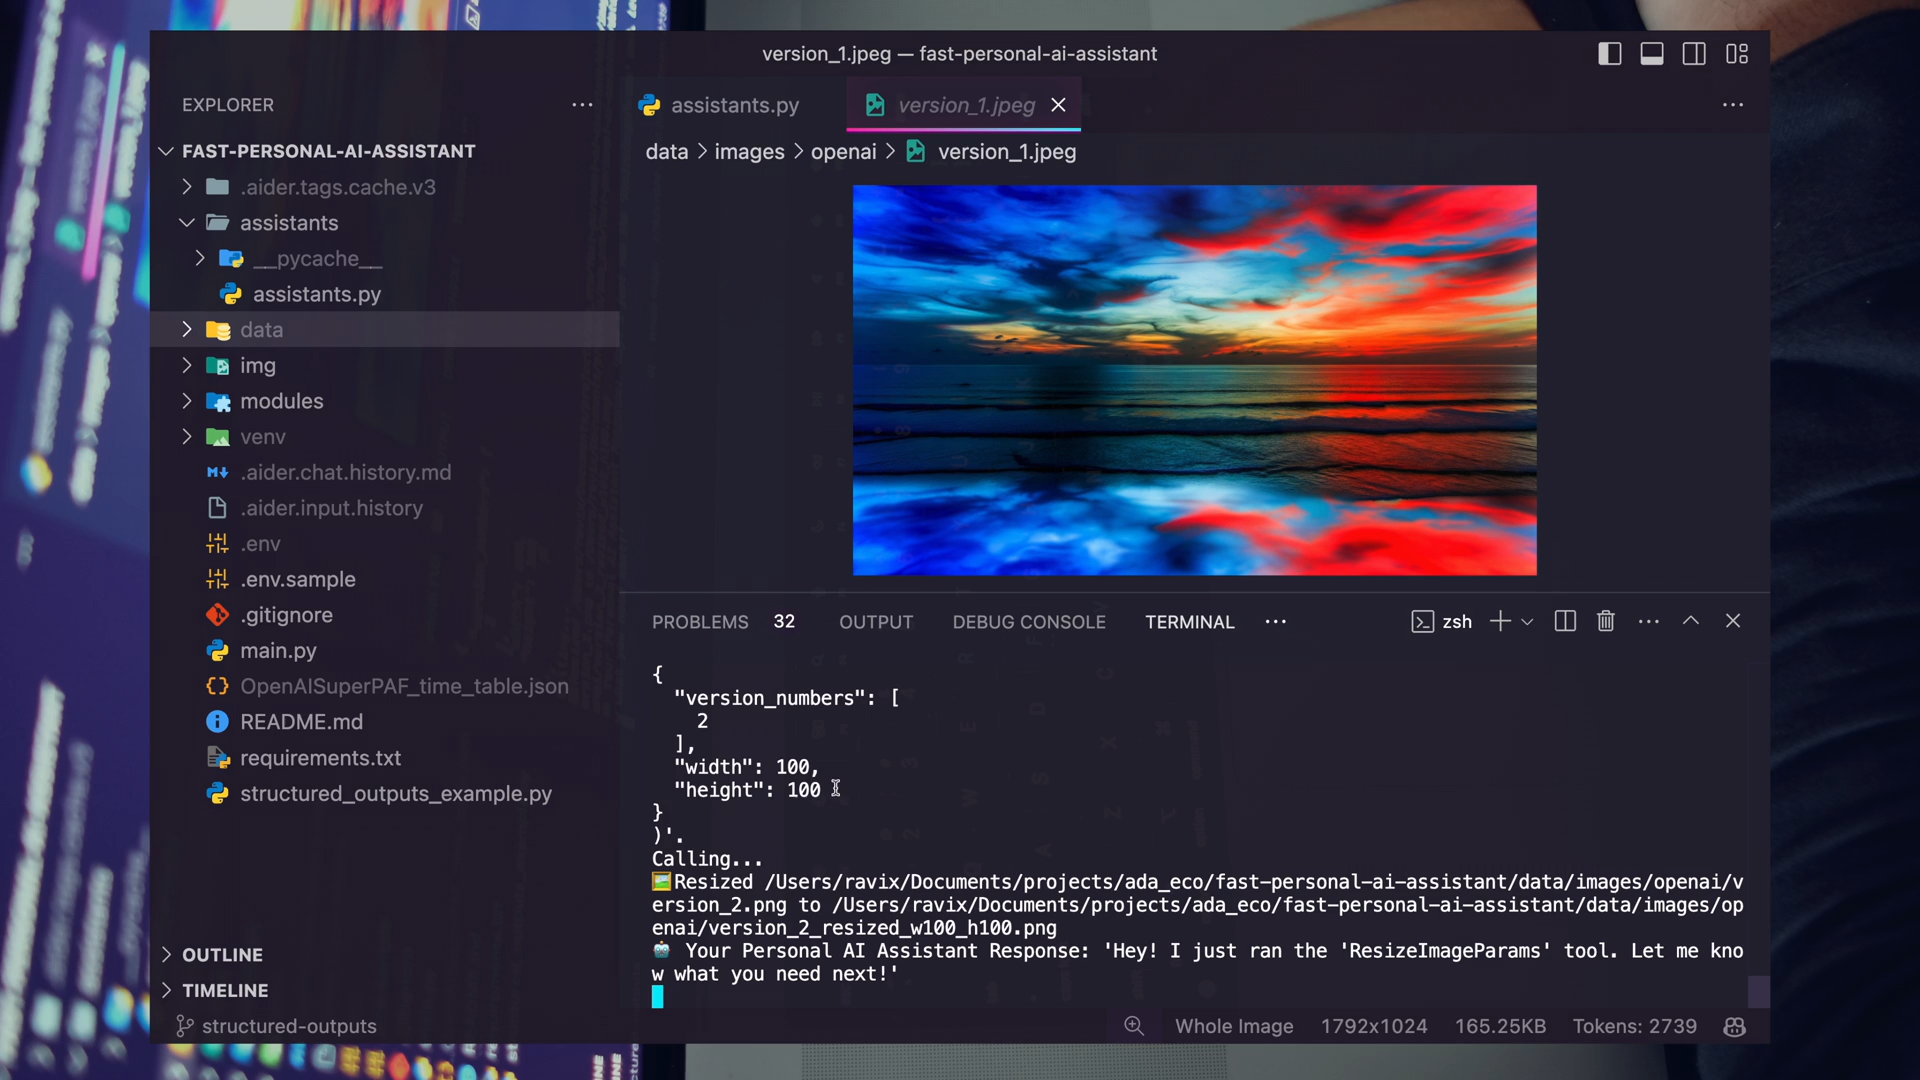 version_1.jpeg — fast-personal-ai-assistant
EXPLORER
FAST-PERSONAL-AI-ASSISTANT
.aider.tags.cache.v3
assistants
__pycache__
assistants.py
data
img
modules
venv
.aider.chat.history.md
.aider.input.history
.env
.env.sample
.gitignore
main.py
OpenAISuperPAF_time_table.json
README.md
requirements.txt
structured_outputs_example.py
OUTLINE
TIMELINE
structured-outputs
assistants.py
version_1.jpeg
data > images > openai > version_1.jpeg
PROBLEMS 32 OUTPUT DEBUG CONSOLE TERMINAL ... zsh
{
"version_numbers": [
2
],
"width": 100,
"height": 100
}
)'.
Calling...
Resized /Users/ravix/Documents/projects/ada_eco/fast-personal-ai-assistant/data/images/openai/v
ersion_2.png to /Users/ravix/Documents/projects/ada_eco/fast-personal-ai-assistant/data/images/op
enai/version_2_resized_w100_h100.png
Your Personal AI Assistant Response: 'Hey! I just ran the 'ResizeImageParams' tool. Let me kno
w what you need next!'
Whole Image 1792x1024 165.25KB Tokens: 2739